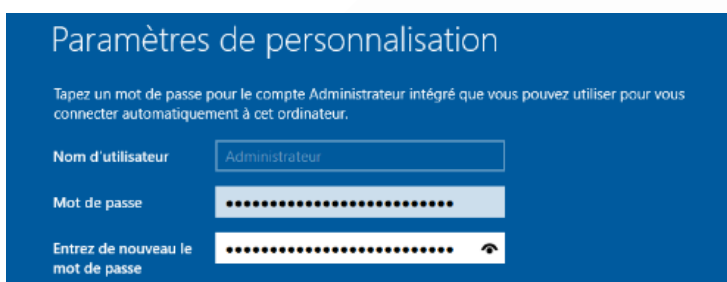 Paramètres de personnalisation
Tapez un mot de passe pour le compte Administrateur intégré que vous pouvez utiliser pour vous
connecter automatiquement à cet ordinateur.
Nom d'utilisateur
Administrateur
Mot de passe
••••••••••••••••••••••••••
Entrez de nouveau le
mot de passe
••••••••••••••••••••••••••